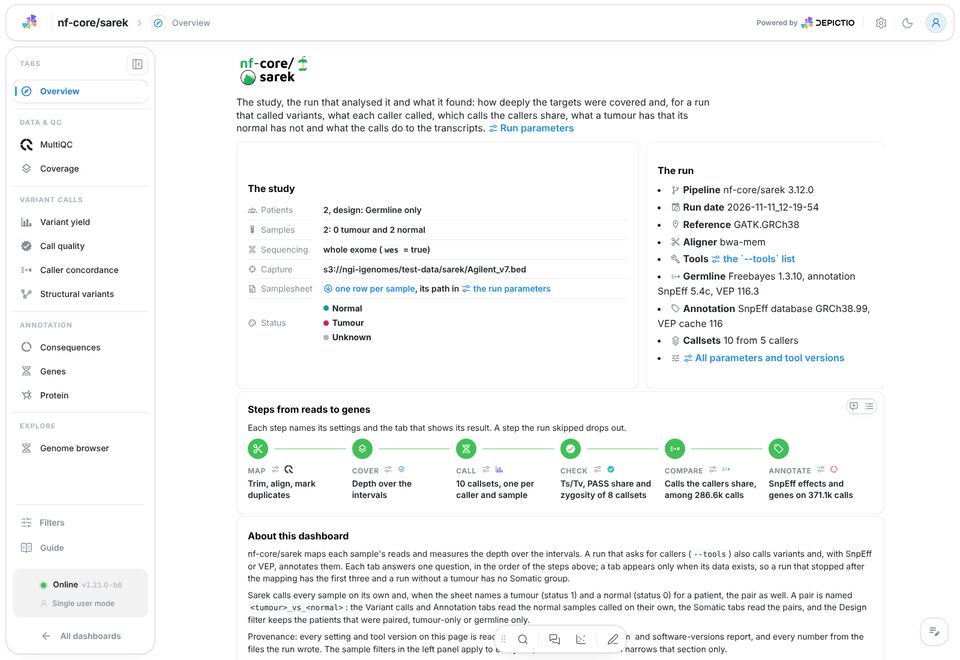 nf-core/sarek
Overview
Powered by DEPICTIO
TABS
Overview
DATA & QC
MultiQC
Coverage
VARIANT CALLS
Variant yield
Call quality
Caller concordance
Structural variants
ANNOTATION
Consequences
Genes
Protein
EXPLORE
Genome browser
Filters
Guide
Online v1.21.0-b6
Single user mode
All dashboards
nf-core/
sarek
The study, the run that analysed it and what it found: how deeply the targets were covered and, for a run
that called variants, what each caller called, which calls the callers share, what a tumour has that its
normal has not and what the calls do to the transcripts. Run parameters
The study
Patients 2, design: Germline only
Samples 2: 0 tumour and 2 normal
Sequencing whole exome ( wes = true)
Capture s3://ngi-igenomes/test-data/sarek/Agilent_v7.bed
Samplesheet one row per sample, its path in the run parameters
Status
Normal
Tumour
Unknown
The run
Pipeline nf-core/sarek 3.12.0
Run date 2026-11-11_12-19-54
Reference GATK.GRCh38
Aligner bwa-mem
Tools the `--tools` list
Germline Freebayes 1.3.10, annotation
SnpEff 5.4c, VEP 116.3
Annotation SnpEff database GRCh38.99,
VEP cache 116
Callsets 10 from 5 callers
All parameters and tool versions
Steps from reads to genes
Each step names its settings and the tab that shows its result. A step the run skipped drops out.
MAP
Trim, align, mark
duplicates
COVER
Depth over the
intervals
CALL
10 callsets, one per
caller and sample
CHECK
Ts/Tv, PASS share and
zygosity of 8 callsets
COMPARE
Calls the callers share,
among 286.6k calls
ANNOTATE
SnpEff effects and
genes on 371.1k calls
About this dashboard
nf-core/sarek maps each sample's reads and measures the depth over the intervals. A run that asks for callers ( --tools ) also calls variants and, with SnpEff
or VEP, annotates them. Each tab answers one question, in the order of the steps above; a tab appears only when its data exists, so a run that stopped after
the mapping has the first three and a run without a tumour has no Somatic group.
Sarek calls every sample on its own and, when the sheet names a tumour (status 1) and a normal (status 0) for a patient, the pair as well. A pair is named
<tumour>_vs_<normal> : the Variant calls and Annotation tabs read the normal samples called on their own, the Somatic tabs read the pairs, and the Design
filter keeps the patients that were paired, tumour-only or germline only.
Provenance: every setting and tool version on this page is read and software-versions report, and every number from the
files the run wrote. The sample filters in the left panel apply to narrows that section only.